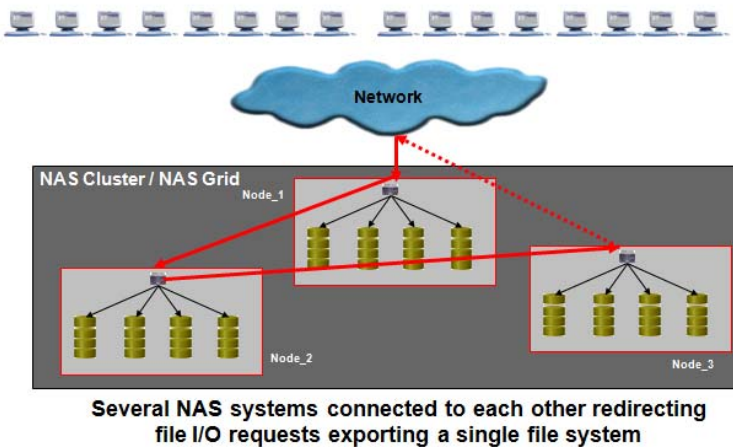 Network
NAS Cluster / NAS Grid
Node_1
Node_2
Node_3
Several NAS systems connected to each other redirecting
file I/O requests exporting a single file system